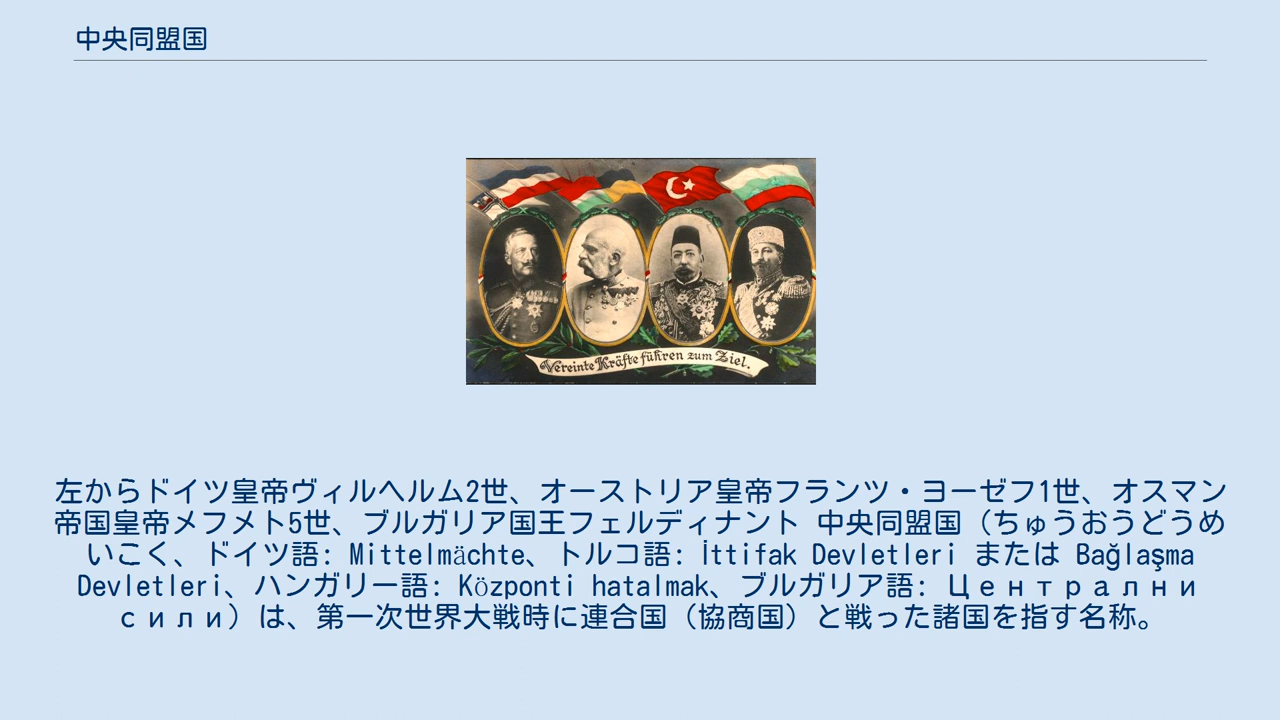 中央同盟国
Vereinte Kräfte führen zum Ziel.
左からドイツ皇帝ヴィルヘルム2世、オーストリア皇帝フランツ・ヨーゼフ1世、オスマン
帝国皇帝メフメト5世、ブルガリア国王フェルディナント 中央同盟国（ちゅうおうどうめ
いこく、ドイツ語: Mittelmächte、トルコ語: İttifak Devletleri または Bağlaşma
Devletleri、ハンガリー語: Központi hatalmak、ブルガリア語: Централни
сили）は、第一次世界大戦時に連合国（協商国）と戦った諸国を指す名称。